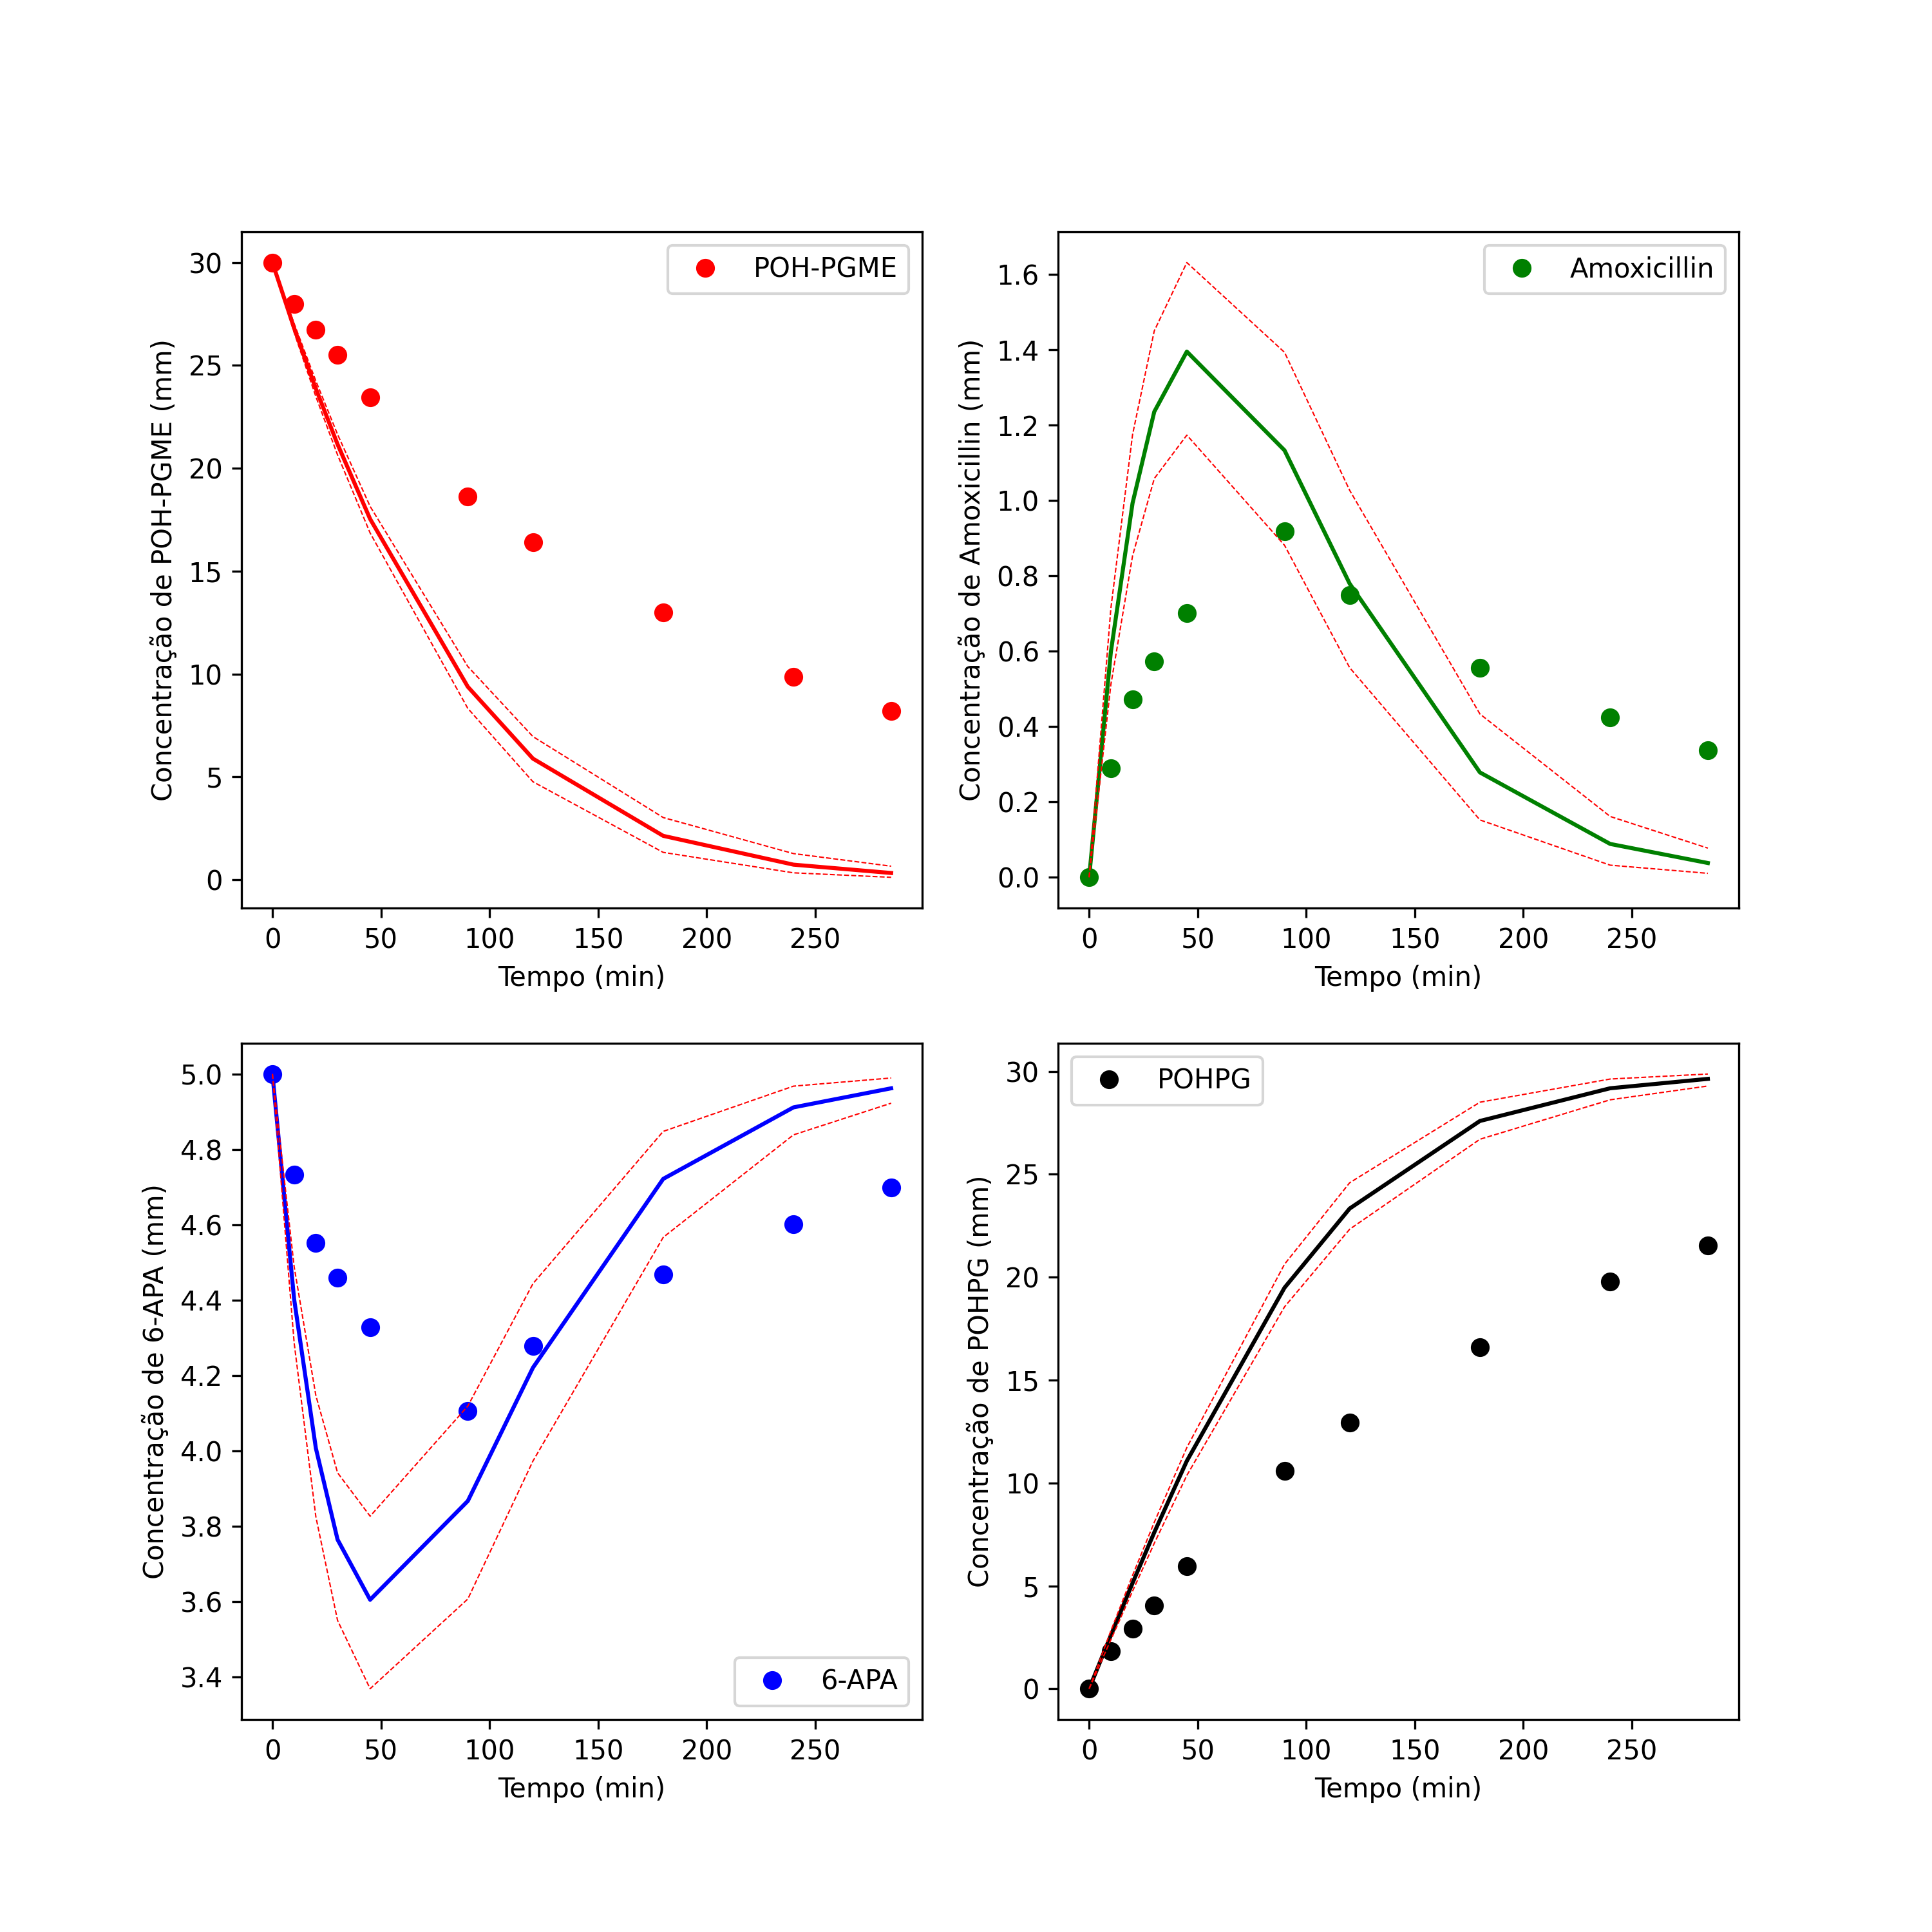 POH-PGME
30
25
20
15
10
5
0
Concentração de POH-PGME (mm)
0 50 100 150 200 250
Tempo (min)
Amoxicillin
1.6
1.4
1.2
1.0
0.8
0.6
0.4
0.2
0.0
Concentração de Amoxicillin (mm)
0 50 100 150 200 250
Tempo (min)
5.0
4.8
4.6
4.4
4.2
4.0
3.8
3.6
3.4
Concentração de 6-APA (mm)
6-APA
0 50 100 150 200 250
Tempo (min)
POHPG
30
25
20
15
10
5
0
Concentração de POHPG (mm)
0 50 100 150 200 250
Tempo (min)